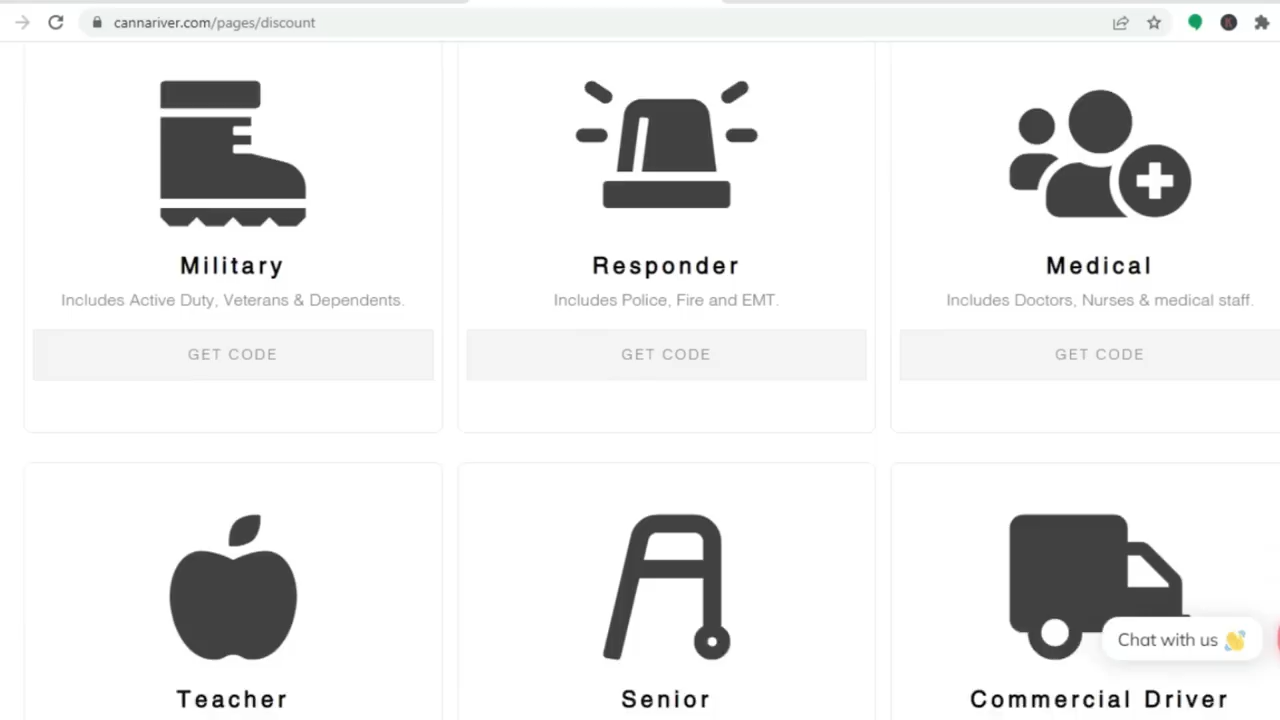 cannariver.com/pages/discount
Military
Includes Active Duty, Veterans & Dependents.
GET CODE
Responder
Includes Police, Fire and EMT.
GET CODE
Medical
Includes Doctors, Nurses & medical staff.
GET CODE
Teacher
Senior
Commercial Driver
Chat with us 👋